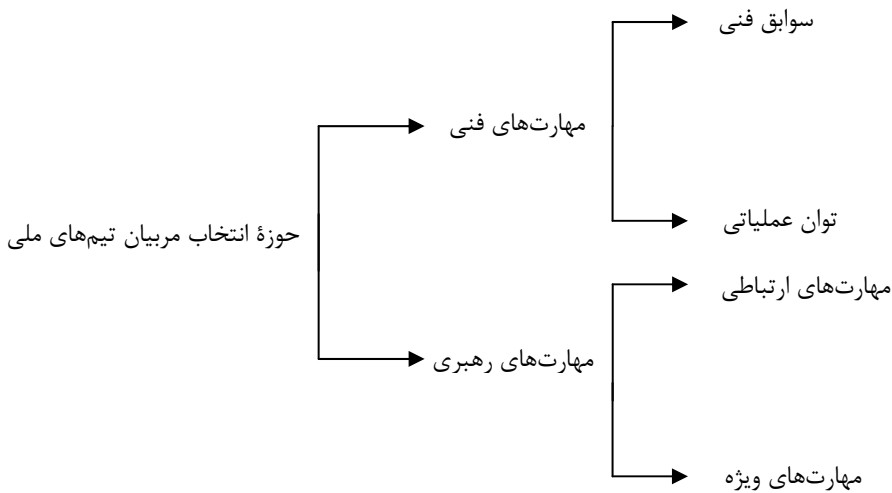 سوابق فنی
مهارت‌های فنی
توان عملیاتی
حوزهٔ انتخاب مربیان تیم‌های ملی
مهارت‌های ارتباطی
مهارت‌های رهبری
مهارت‌های ویژه